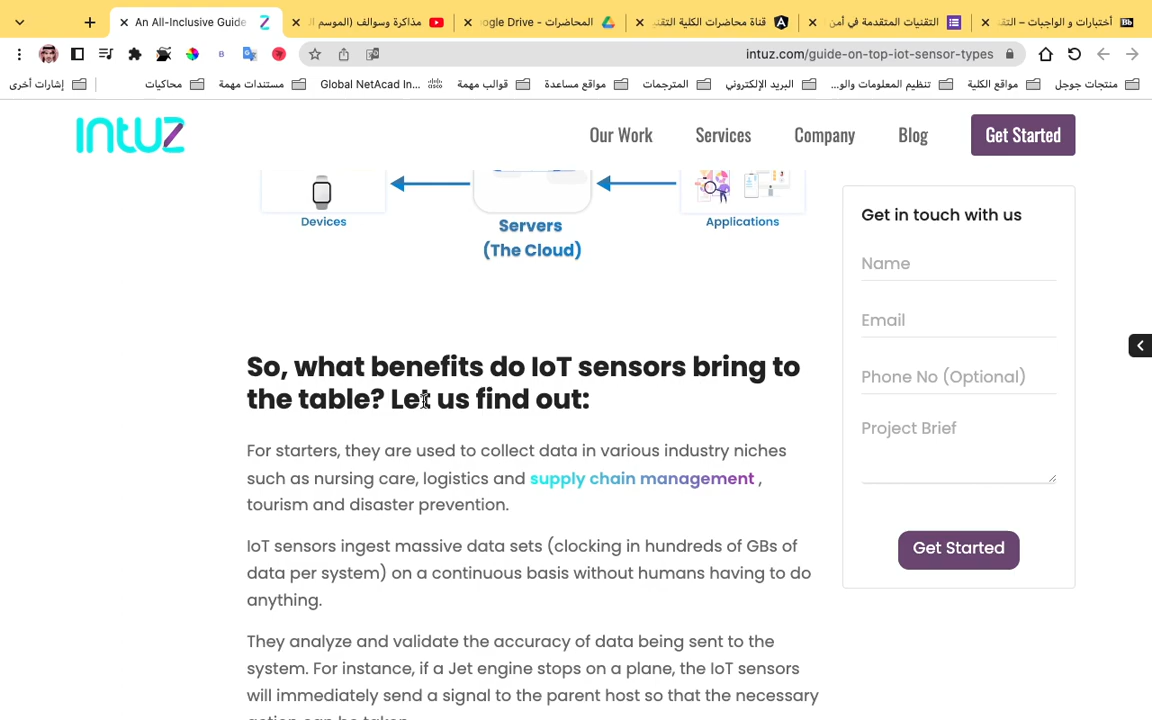 أختبارات و الواجبات – التقـ
التقنيات المتقدمة في أمن
قناة محاضرات الكلية التقنـ
المحاضرات - Google Drive
مذاكرة وسوالف (الموسم الـ
An All-Inclusive Guide
intuz.com/guide-on-top-iot-sensor-types
منتجات جوجل
مواقع الكلية
تنظيم المعلومات والو...
البريد الإلكتروني
المترجمات
مواقع مساعدة
قوالب مهمة
Global NetAcad In...
مستندات مهمة
محاكيات
إشارات أخرى
INTUZ
Our Work
Services
Company
Blog
Get Started
Devices
Servers
(The Cloud)
Applications
So, what benefits do IoT sensors bring to
the table? Let us find out:
For starters, they are used to collect data in various industry niches
such as nursing care, logistics and supply chain management ,
tourism and disaster prevention.
IoT sensors ingest massive data sets (clocking in hundreds of GBs of
data per system) on a continuous basis without humans having to do
anything.
They analyze and validate the accuracy of data being sent to the
system. For instance, if a Jet engine stops on a plane, the IoT sensors
will immediately send a signal to the parent host so that the necessary
action can be taken.
Get in touch with us
Name
Email
Phone No (Optional)
Project Brief
Get Started